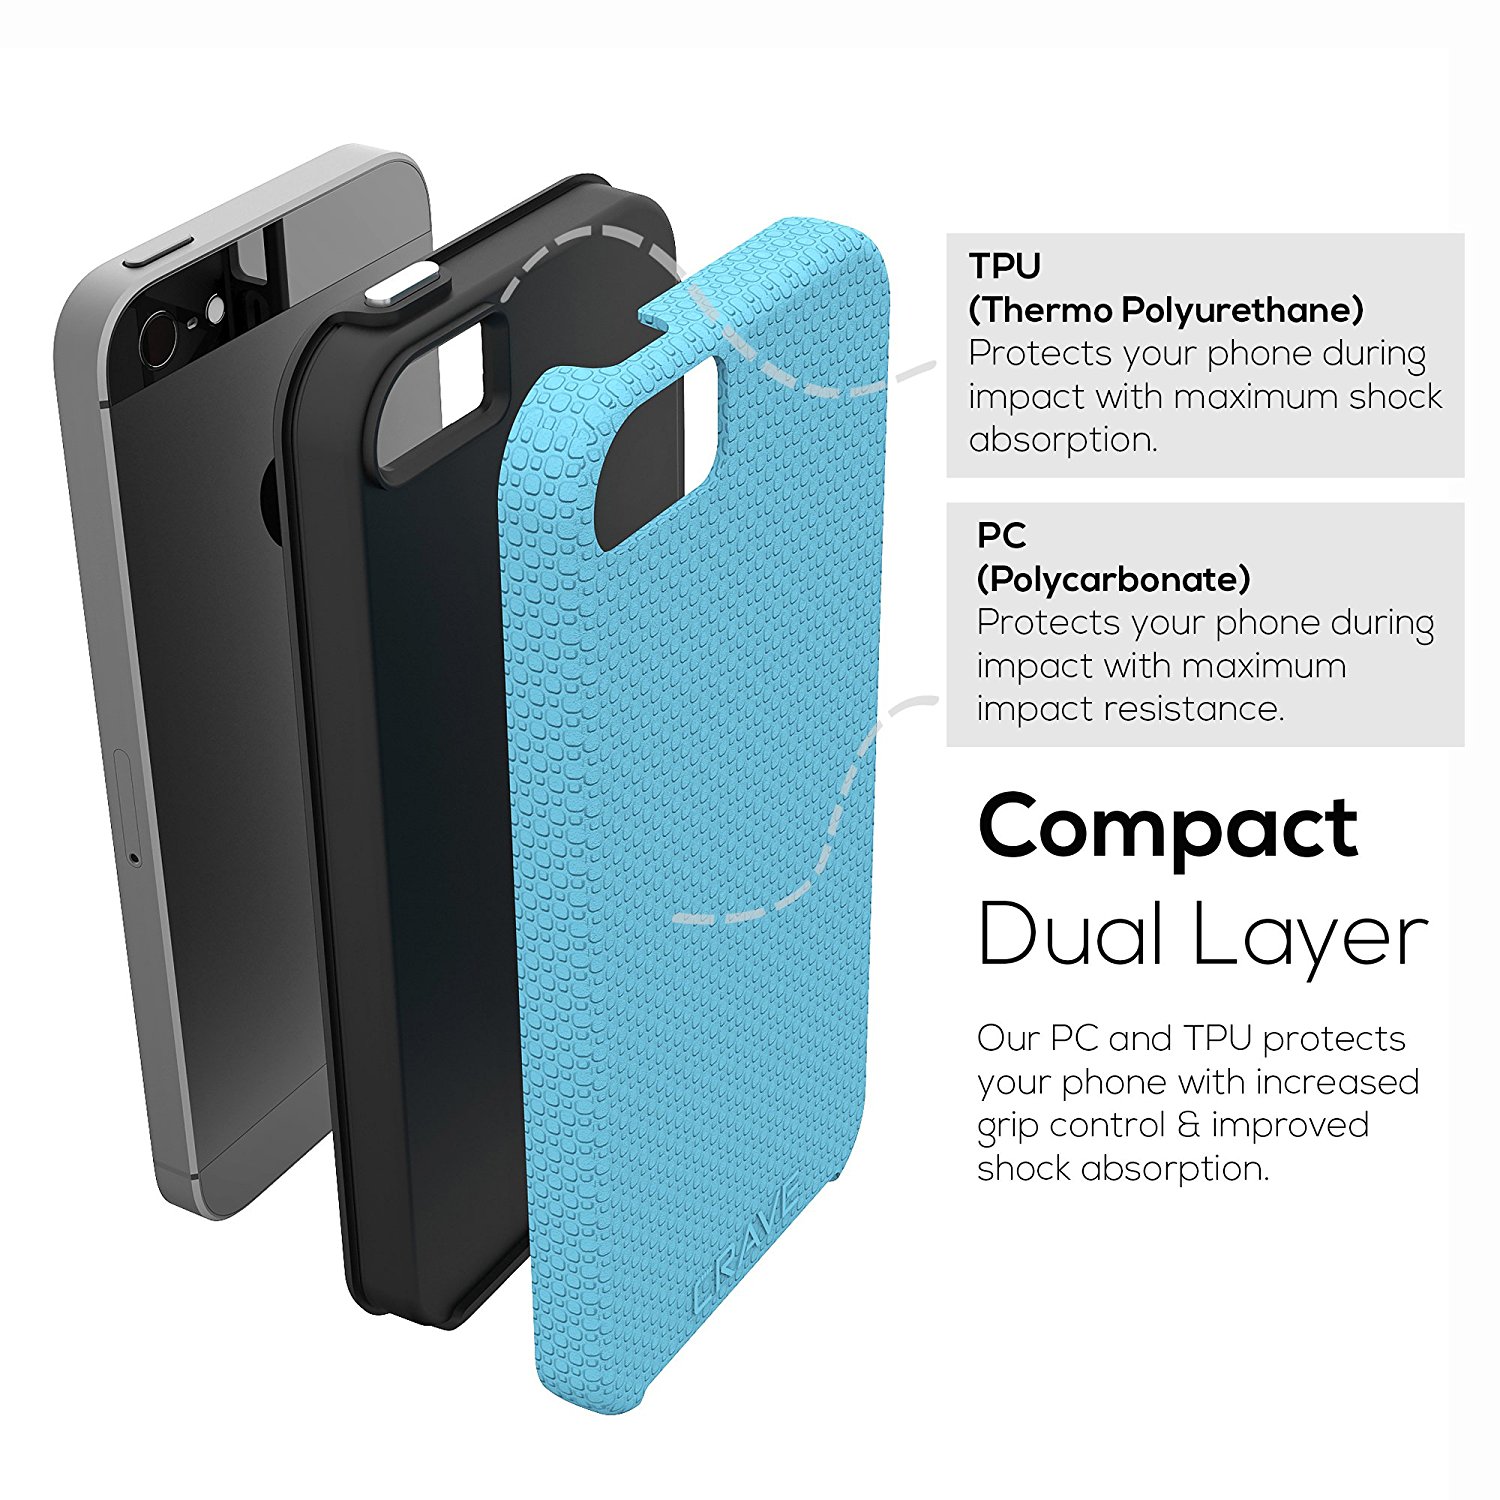 TPU
(Thermo Polyurethane)
Protects your phone during
impact with maximum shock
absorption.
PC
(Polycarbonate)
Protects your phone during
impact with maximum
impact resistance.
Compact
Dual Layer
Our PC and TPU protects
your phone with increased
grip control & improved
shock absorption.
CRAVE